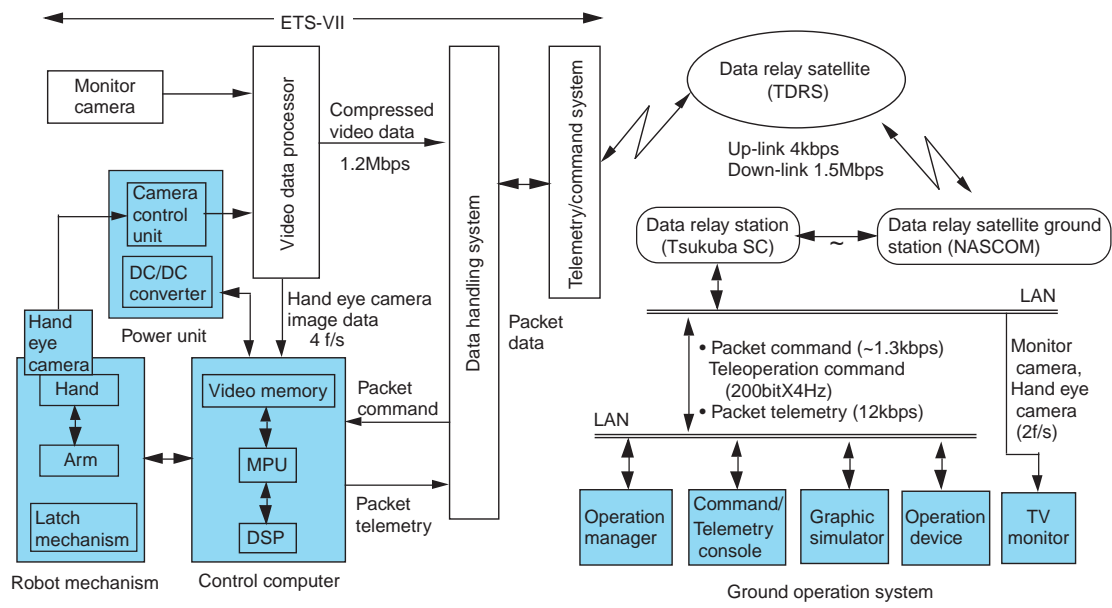 ETS-VII
Monitor
camera
Video data processor
Compressed
video data
1.2Mbps
Data handling system
Telemetry/command system
Data relay satellite
(TDRS)
Up-link 4kbps
Down-link 1.5Mbps
Camera
control
unit
DC/DC
converter
Power unit
Hand eye camera
image data
4 f/s
Packet
data
Data relay station
(Tsukuba SC)
~
Data relay satellite ground
station (NASCOM)
LAN
Hand
eye
camera
Hand
Arm
Latch
mechanism
Robot mechanism
Video memory
MPU
DSP
Control computer
Packet
command
Packet
telemetry
• Packet command (~1.3kbps)
Teleoperation command
(200bitX4Hz)
• Packet telemetry (12kbps)
Monitor
camera,
Hand eye
camera
(2f/s)
LAN
Operation
manager
Command/
Telemetry
console
Graphic
simulator
Operation
device
TV
monitor
Ground operation system